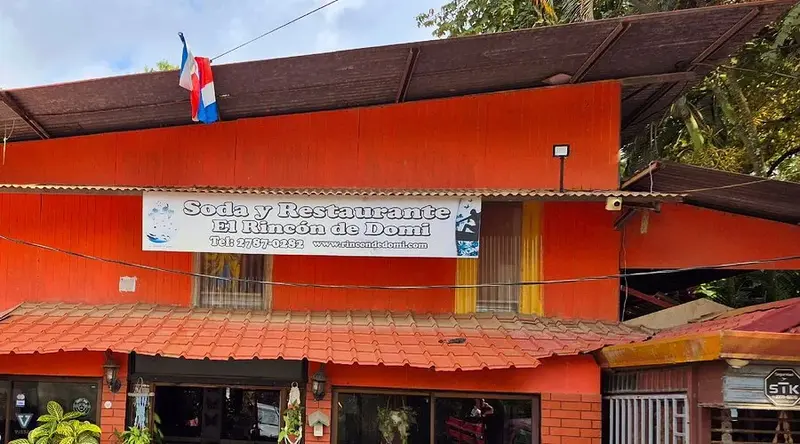 Soda y Restaurante
El Rincón de Domi
Tel: 2787-0282 www.rincondedomi.com
STK